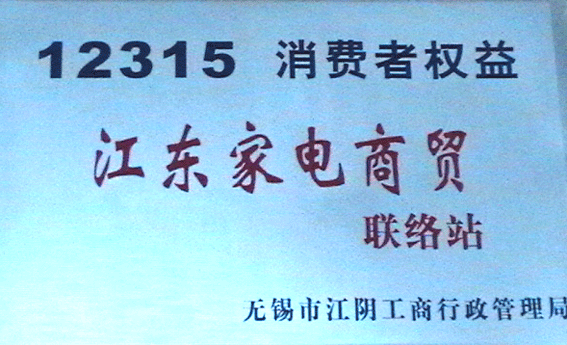 12315 消费者权益
江东家电商贸
联络站
无锡市江阴工商行政管理局